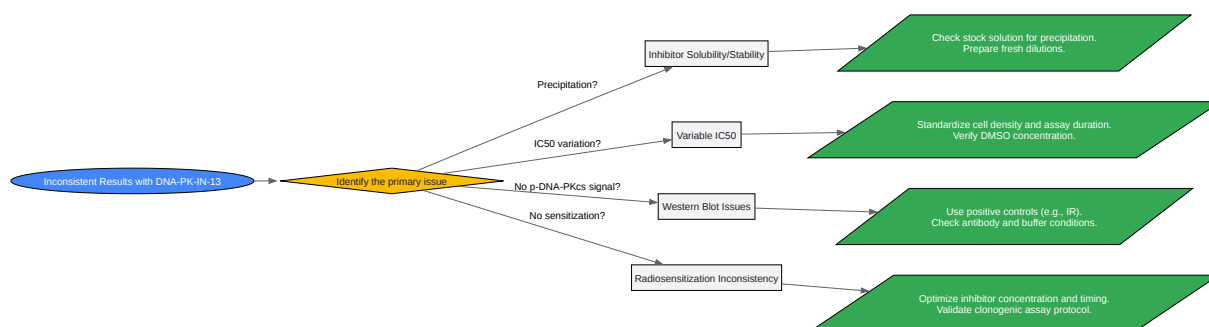 Inconsistent Results with DNA-PK-IN-13
Identify the primary issue
Precipitation?
Inhibitor Solubility/Stability
Check stock solution for precipitation.
Prepare fresh dilutions.
IC50 variation?
Variable IC50
Standardize cell density and assay duration.
Verify DMSO concentration.
No p-DNA-PKcs signal?
Western Blot Issues
Use positive controls (e.g., IR).
Check antibody and buffer conditions.
No sensitization?
Radiosensitization Inconsistency
Optimize inhibitor concentration and timing.
Validate clonogenic assay protocol.